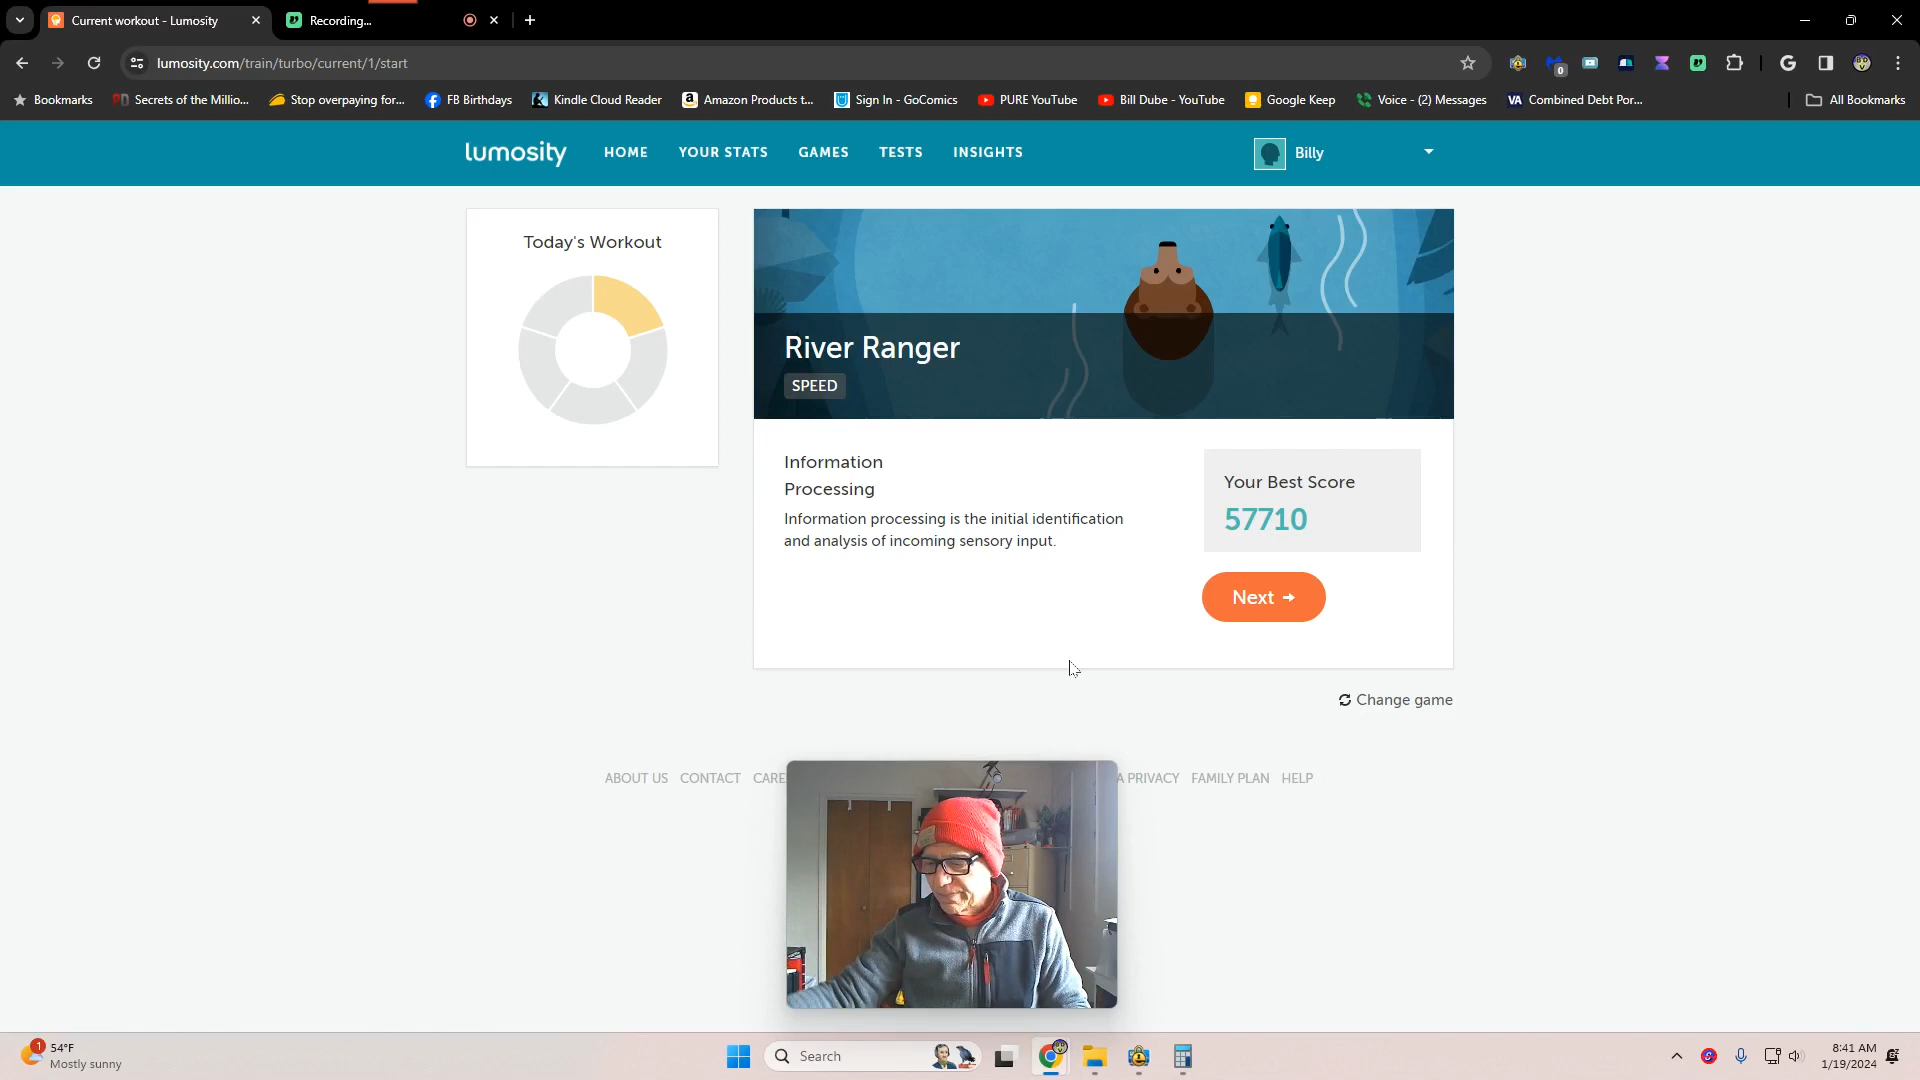 Current workout - Lumosity
Recording...
lumosity.com/train/turbo/current/1/start
0
Bookmarks
Secrets of the Millio...
Stop overpaying for...
FB Birthdays
Kindle Cloud Reader
Amazon Products t...
Sign In - GoComics
PURE YouTube
Bill Dube - YouTube
Google Keep
Voice - (2) Messages
VA Combined Debt Por...
All Bookmarks
lumosity
HOME
YOUR STATS
GAMES
TESTS
INSIGHTS
Billy
Today's Workout
River Ranger
SPEED
Information
Processing
Information processing is the initial identification
and analysis of incoming sensory input.
Your Best Score
57710
Next
Change game
ABOUT US CONTACT CARE
A PRIVACY FAMILY PLAN HELP
1
54°F
Mostly sunny
Search
8:41 AM
1/19/2024